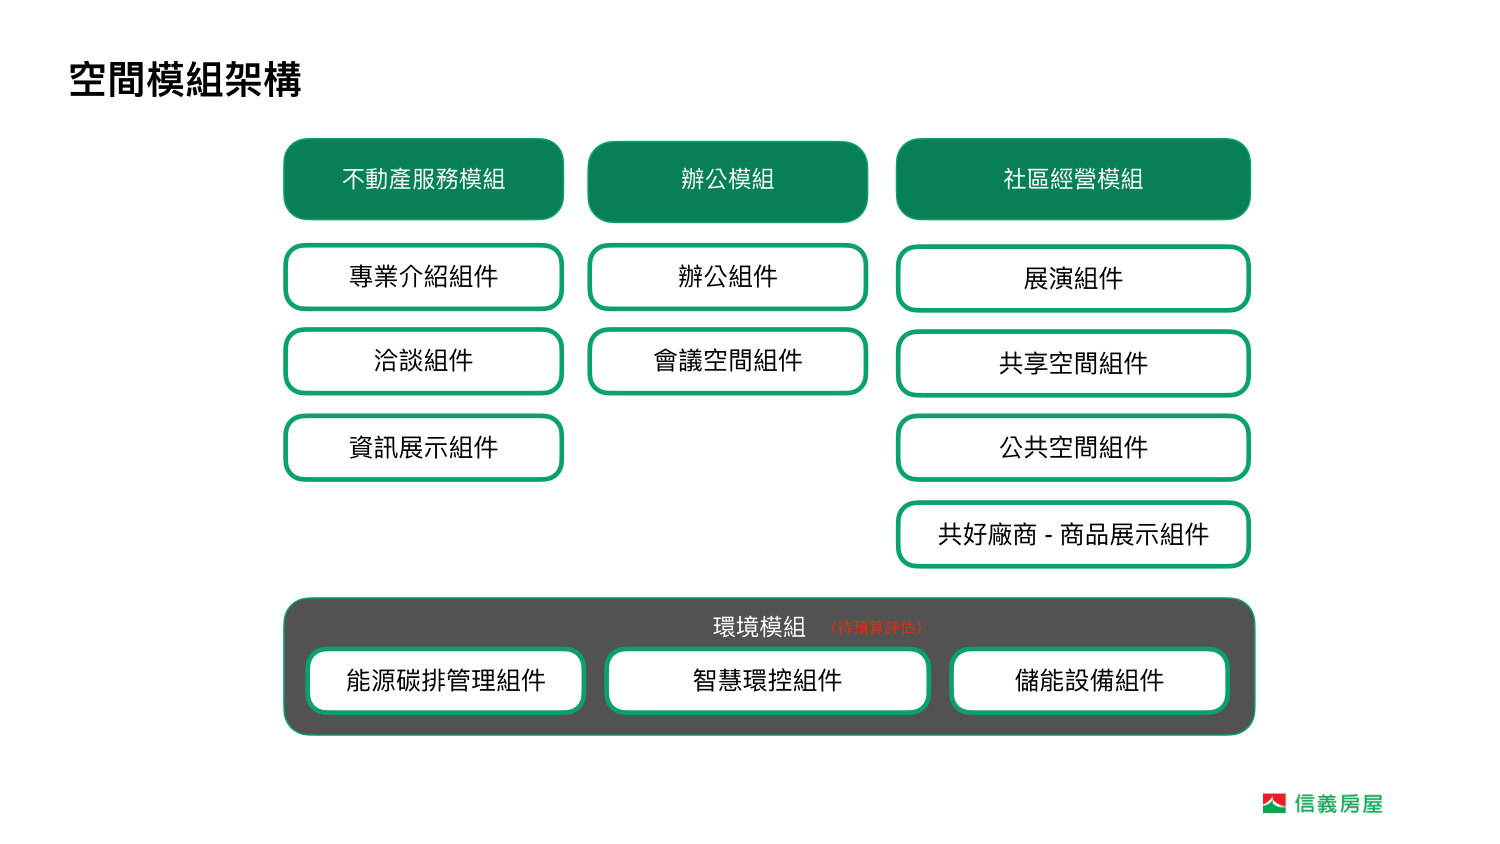 空間模組架構
不動產服務模組
辦公模組
社區經營模組
專業介紹組件
辦公組件
展演組件
洽談組件
會議空間組件
共享空間組件
資訊展示組件
公共空間組件
共好廠商 - 商品展示組件
環境模組 （待預算評估）
能源碳排管理組件
智慧環控組件
儲能設備組件
信義房屋